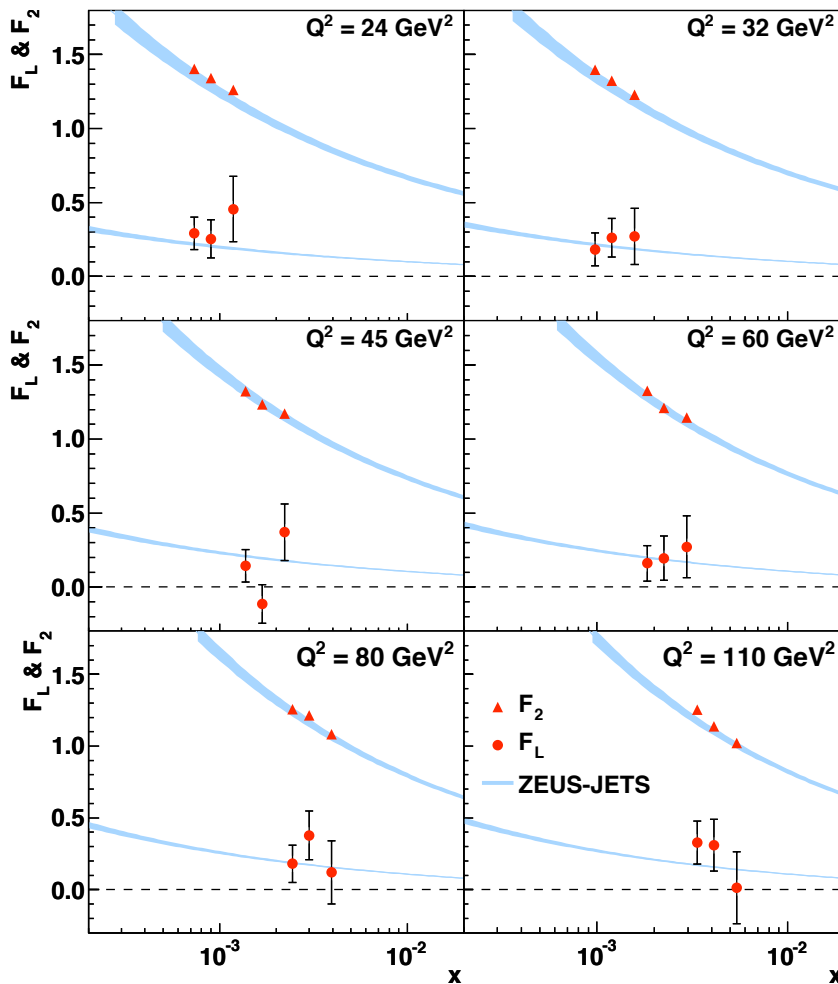 Q² = 24 GeV²
Q² = 32 GeV²
F_L & F_2
1.5
1.0
0.5
0.0
Q² = 45 GeV²
Q² = 60 GeV²
F_L & F_2
1.5
1.0
0.5
0.0
Q² = 80 GeV²
Q² = 110 GeV²
F_L & F_2
1.5
1.0
0.5
0.0
F_2
F_L
ZEUS-JETS
10⁻³
10⁻²
x
10⁻³
10⁻²
x